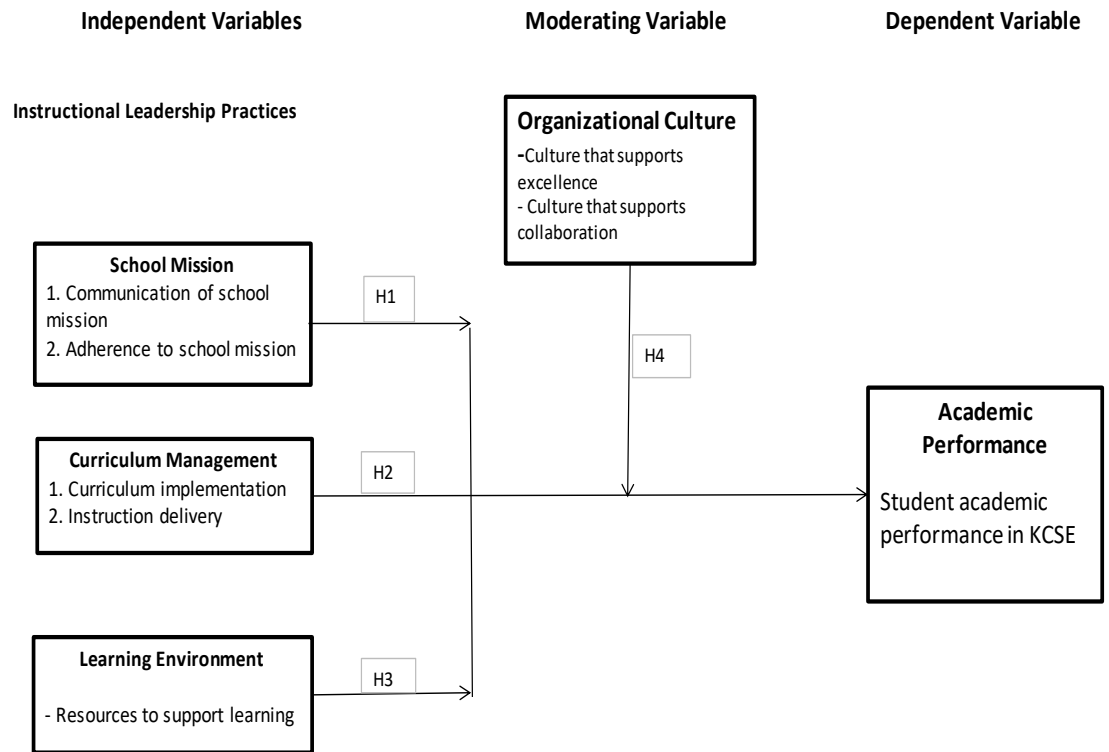 Independent Variables
Moderating Variable
Dependent Variable
Instructional Leadership Practices
Organizational Culture
-Culture that supports
excellence
- Culture that supports
collaboration
School Mission
1. Communication of school
mission
2. Adherence to school mission
H1
H4
Curriculum Management
1. Curriculum implementation
2. Instruction delivery
H2
Academic
Performance
Student academic
performance in KCSE
Learning Environment
- Resources to support learning
H3